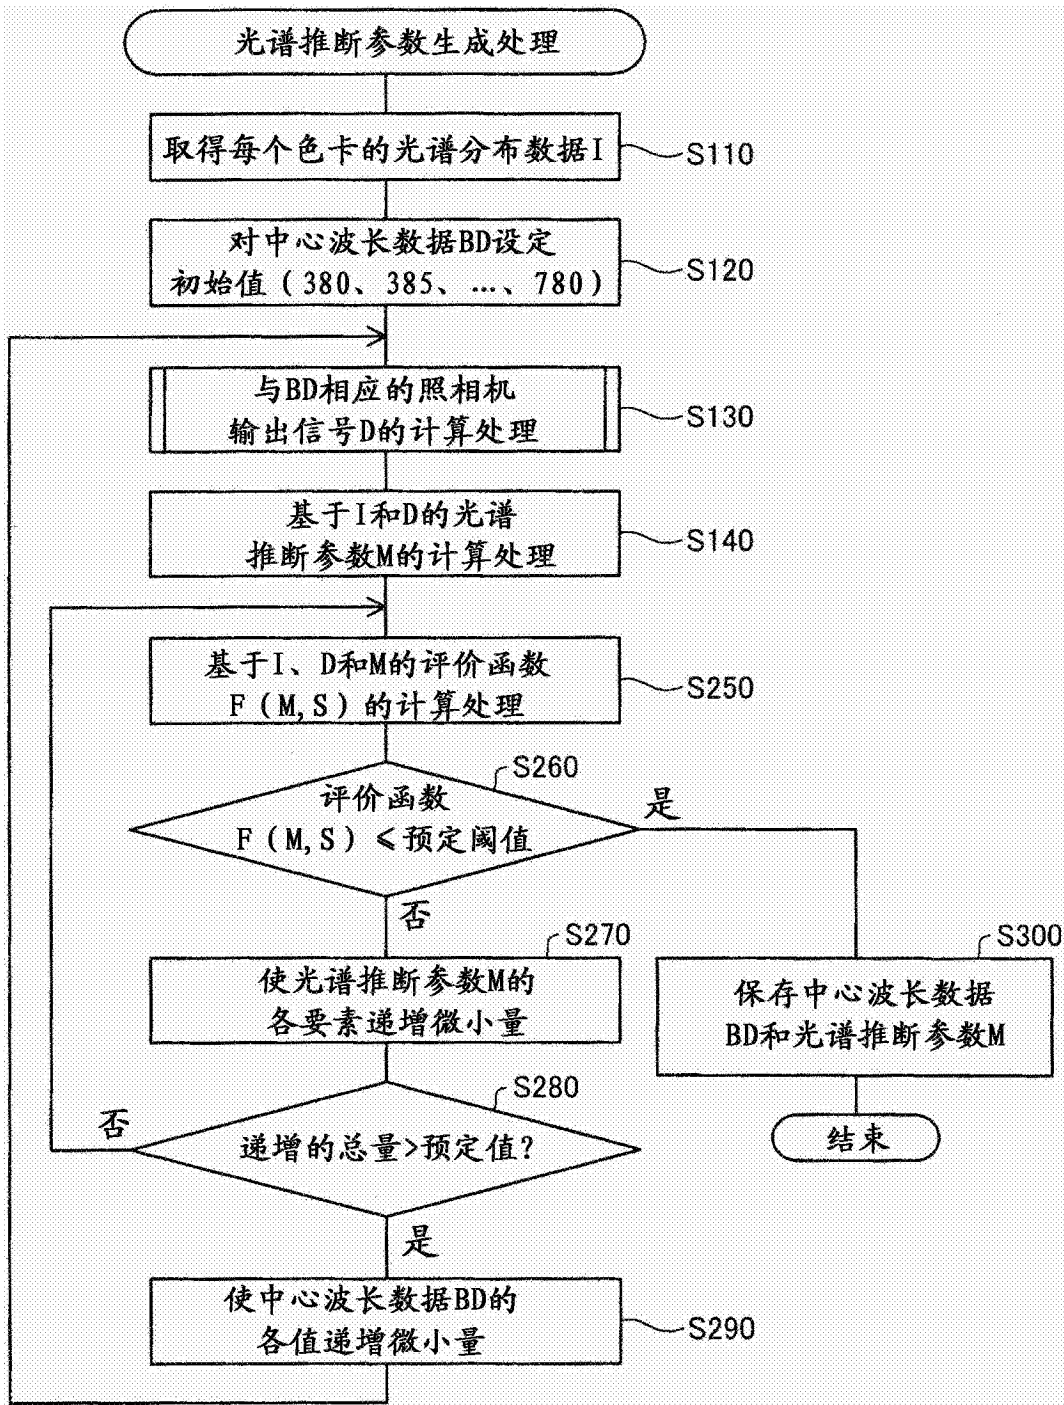 光谱推断参数生成处理
取得每个色卡的光谱分布数据I
S110
对中心波长数据BD设定
初始值（380、385、…、780）
S120
与BD相应的照相机
输出信号D的计算处理
S130
基于I和D的光谱
推断参数M的计算处理
S140
基于I、D和M的评价函数
F（M,S）的计算处理
S250
S260
评价函数
F（M,S）≤预定阈值
是
否
S270
使光谱推断参数M的
各要素递增微小量
S300
保存中心波长数据
BD和光谱推断参数M
结束
S280
递增的总量>预定值?
否
是
使中心波长数据BD的
各值递增微小量
S290